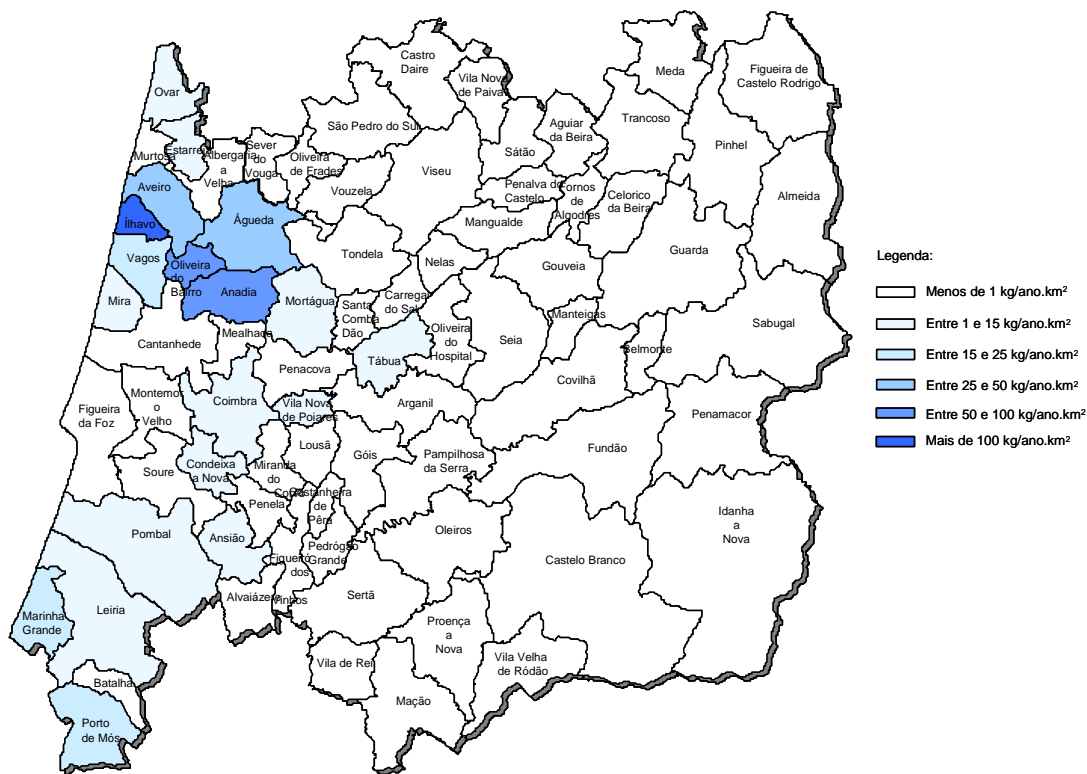 Castro
Daire
Meda
Figueira de
Castelo Rodrigo
Vila Nova
de Paiva
Ovar
Trancoso
São Pedro do Sul
Aguiar
da Beira
Pinhel
Estarreja
Murtosa
Albergaria
a
Velha
Sever
do
Vouga
Oliveira
de Frades
Sátão
Viseu
Vouzela
Penalva do
Castelo
Fornos
de
Algodres
Celorico
da Beira
Almeida
Aveiro
Ílhavo
Águeda
Mangualde
Tondela
Guarda
Legenda:
Vagos
Oliveira
do
Bairro
Nelas
Gouveia
Anadia
Mortágua
Mira
Santa
Comba
Dão
Carregal
do Sal
Menos de 1 kg/ano.km²
Entre 1 e 15 kg/ano.km²
Entre 15 e 25 kg/ano.km²
Entre 25 e 50 kg/ano.km²
Entre 50 e 100 kg/ano.km²
Mais de 100 kg/ano.km²
Manteigas
Sabugal
Cantanhede
Mealhada
Oliveira
do
Hospital
Seia
Belmonte
Tábua
Penacova
Covilhã
Montemor
o
Velho
Coimbra
Vila Nova
de Poiares
Arganil
Figueira
da Foz
Penamacor
Lousã
Góis
Fundão
Soure
Condeixa
a Nova
Miranda
do
Corvo
Pampilhosa
da Serra
Castanheira
de
Pêra
Penela
Idanha
a
Nova
Pombal
Ansião
Oleiros
Pedrógão
Grande
Figueiró
dos
Vinhos
Castelo Branco
Alvaiázere
Sertã
Leiria
Marinha
Grande
Proença
a
Nova
Vila de Rei
Vila Velha
de Ródão
Batalha
Mação
Porto
de Mós